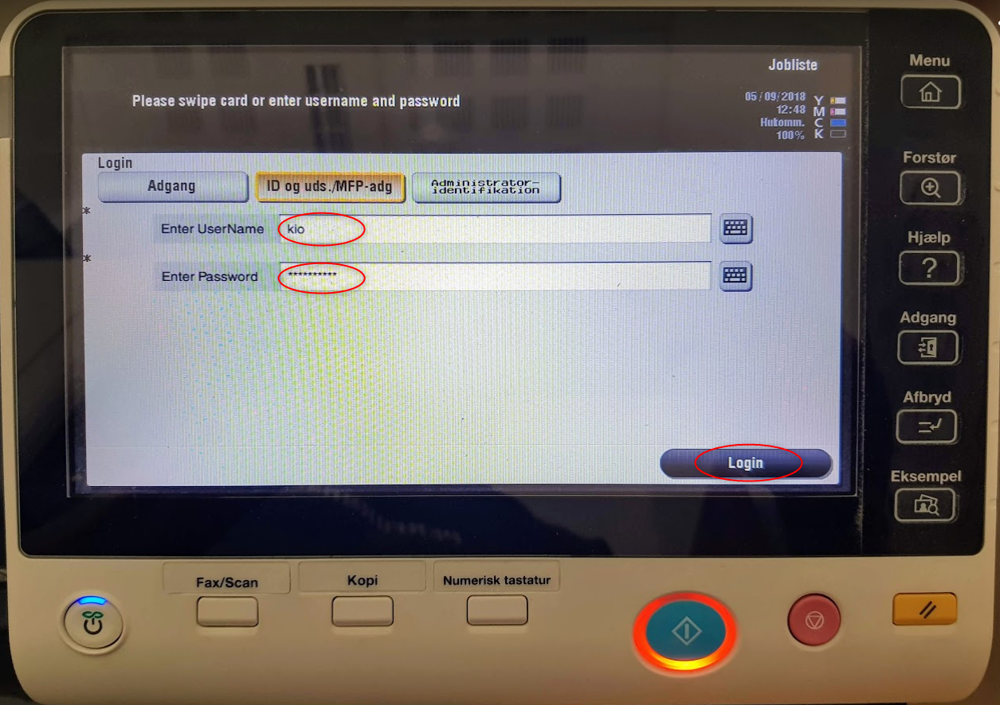 Jobliste
Please swipe card or enter username and password
05/09/2018
12:48
Hukomm.
100%
Y
M
C
K
Login
Adgang
ID og uds./MFP-adg
Administrator-
identifikation
*
Enter UserName
kio
*
Enter Password
**********
Login
Menu
Forstør
Hjælp
?
Adgang
Afbryd
Eksempel
Fax/Scan
Kopi
Numerisk tastatur